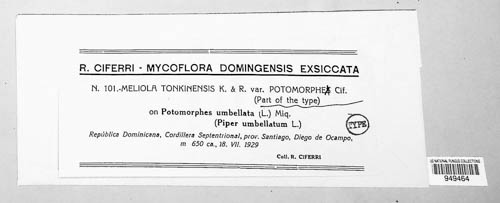 R. CIFERRI - MYCOFLORA DOMINGENSIS EXSICCATA
N. 101.-MELIOLA TONKINENSIS K. & R. var. POTOMORPHEÆ Cif.
(Part of the type)
on Potomorphes umbellata (L.) Miq.
(Piper umbellatum L.)
TYPE
República Dominicana, Cordillera Septentrional, prov. Santiago, Diego de Ocampo,
m 650 ca., 18. VII. 1929
Coll. R. CIFERRI
US NATIONAL FUNGUS COLLECTIONS
949464